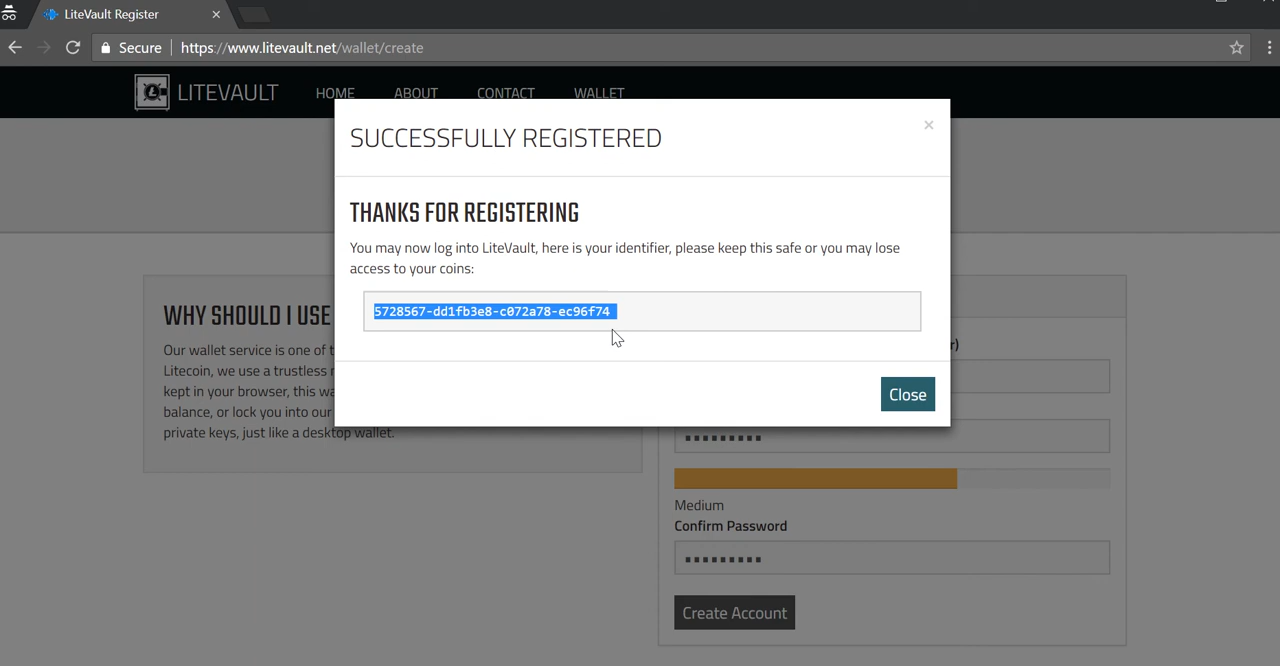 LiteVault Register
Secure
https://www.litevault.net/wallet/create
LITEVAULT
HOME
ABOUT
CONTACT
WALLET
SUCCESSFULLY REGISTERED
×
THANKS FOR REGISTERING
You may now log into LiteVault, here is your identifier, please keep this safe or you may lose
access to your coins:
5728567-dd1fb3e8-c072a78-ec96f74
Close
WHY SHOULD I USE
Our wallet service is one of t
Litecoin, we use a trustless
kept in your browser, this wa
balance, or lock you into our
private keys, just like a desktop wallet.
Medium
Confirm Password
Create Account